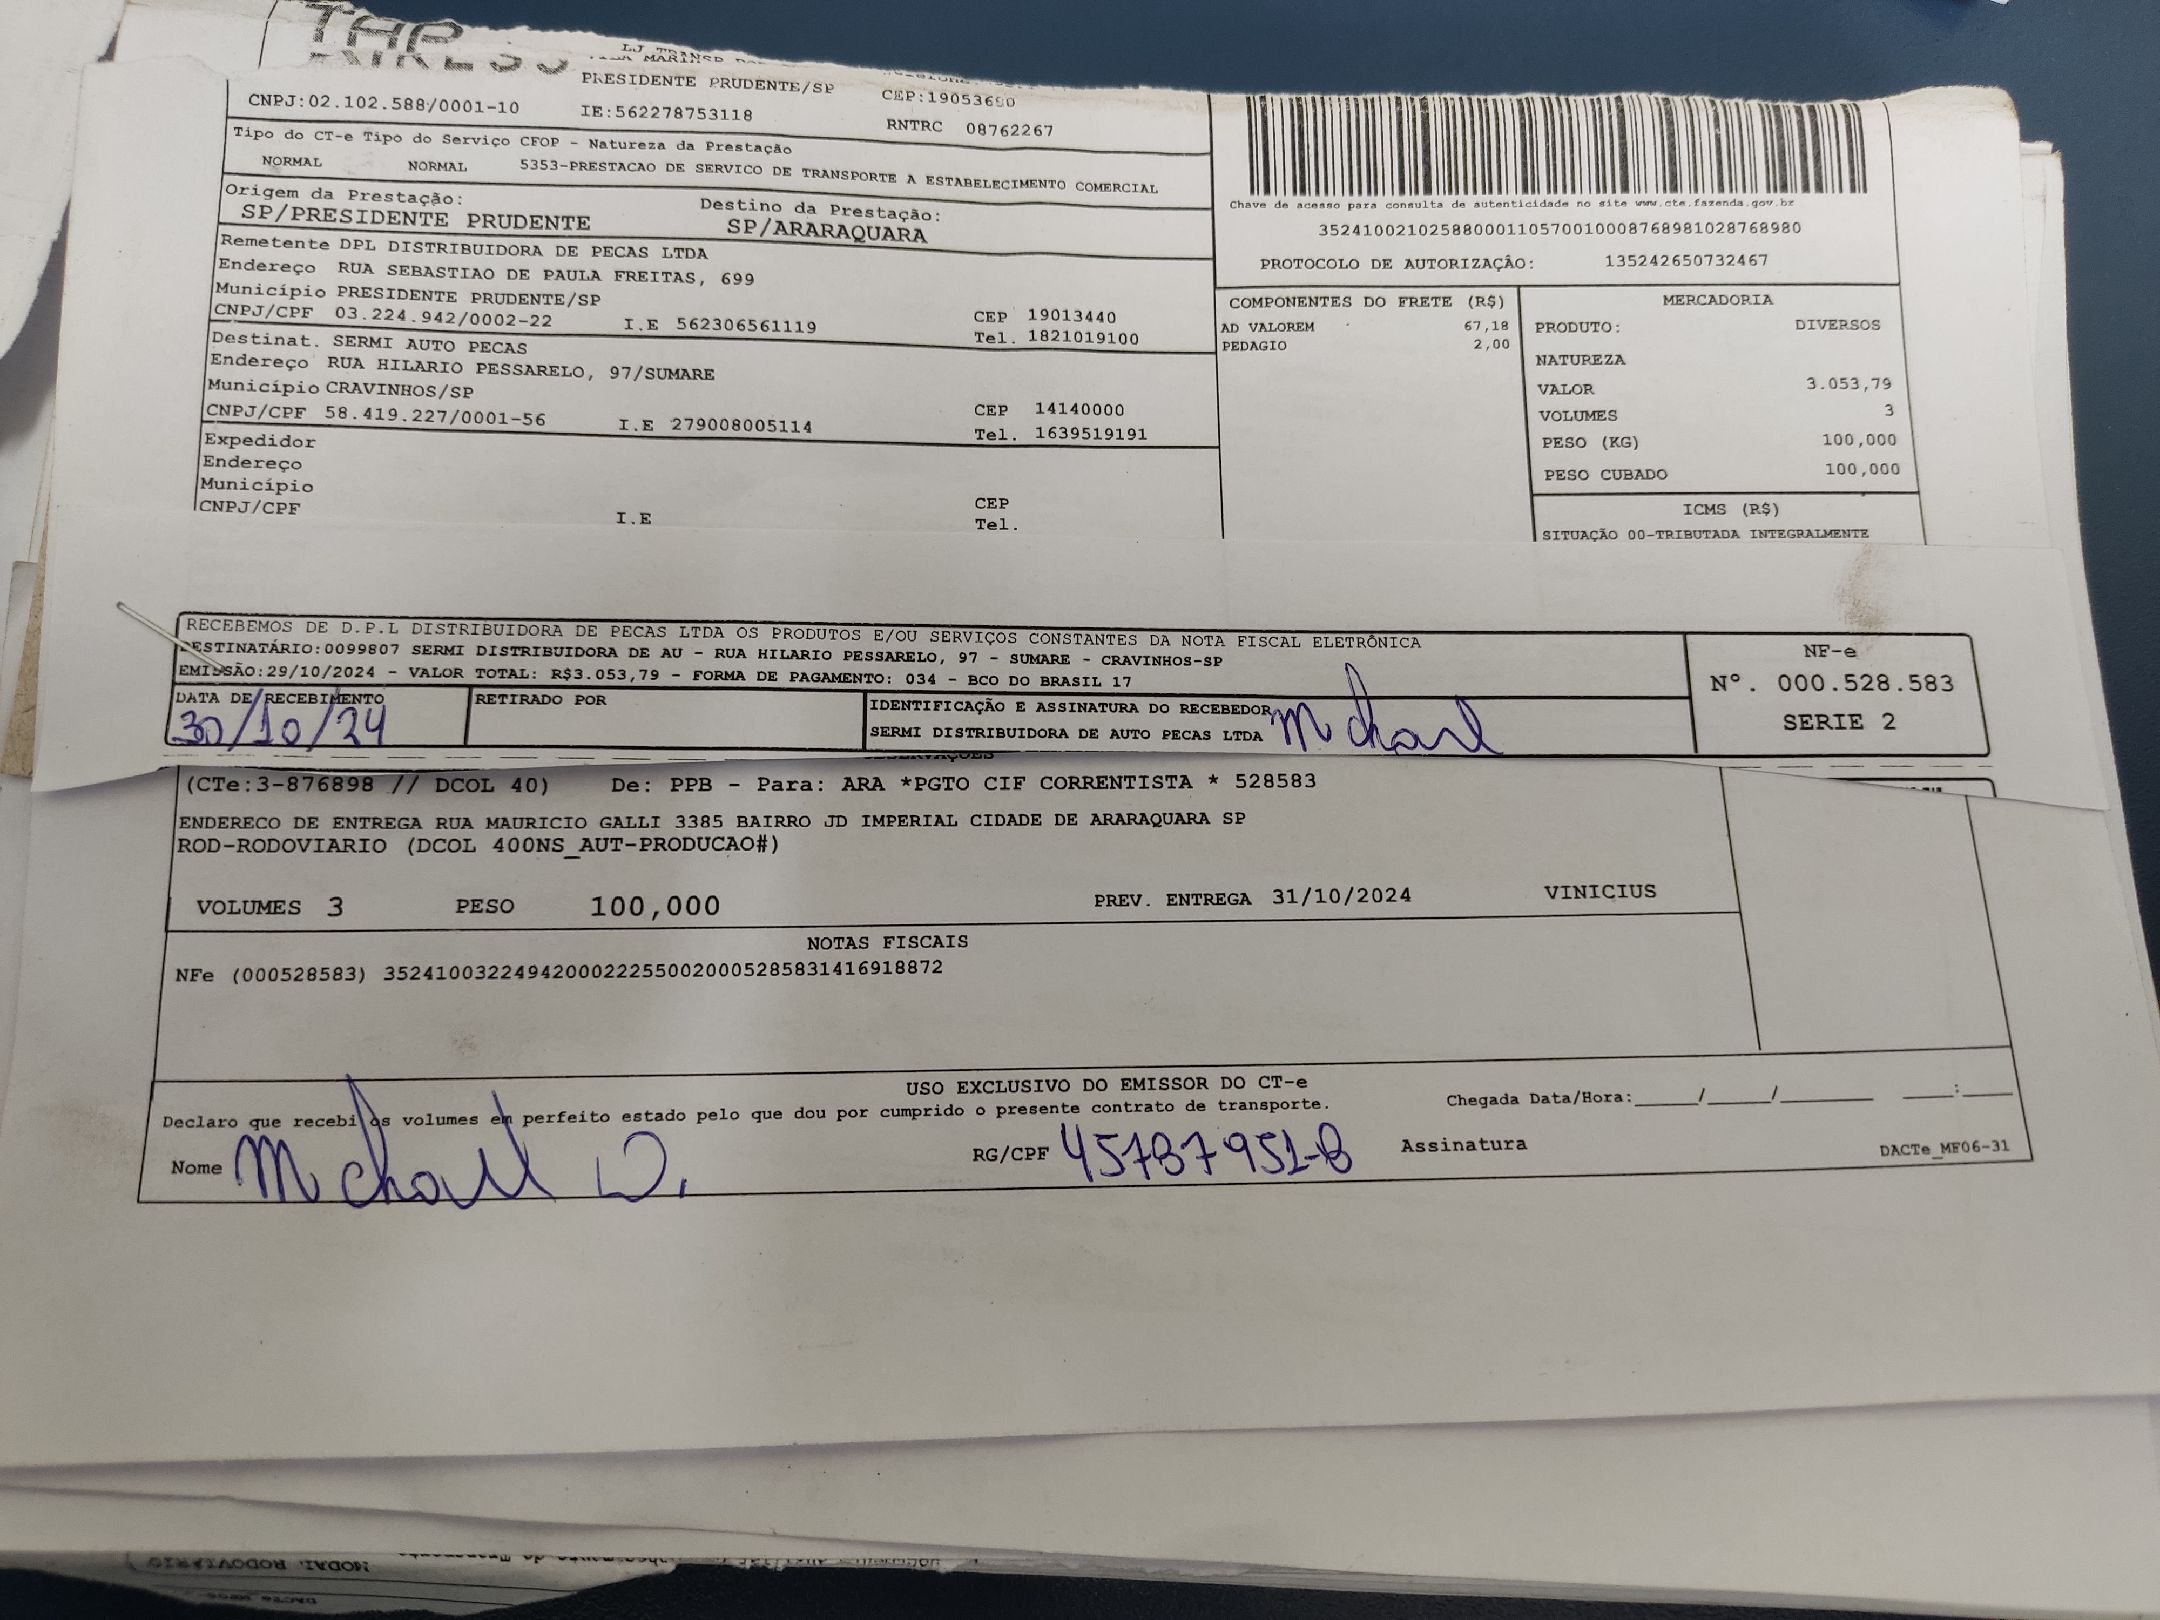 LJ TRANSP
PRESIDENTE PRUDENTE/SP CEP:19053680
CNPJ:02.102.588/0001-10 IE:562278753118 RNTRC 08762267
Tipo do CT-e Tipo do Serviço CFOP - Natureza da Prestação
NORMAL NORMAL 5353-PRESTACAO DE SERVICO DE TRANSPORTE A ESTABELECIMENTO COMERCIAL
Origem da Prestação: Destino da Prestação:
SP/PRESIDENTE PRUDENTE SP/ARARAQUARA
Remetente DPL DISTRIBUIDORA DE PECAS LTDA
Endereço RUA SEBASTIAO DE PAULA FREITAS, 699
Município PRESIDENTE PRUDENTE/SP CEP 19013440
CNPJ/CPF 03.224.942/0002-22 I.E 562306561119 Tel. 1821019100
Destinat. SERMI AUTO PECAS
Endereço RUA HILARIO PESSARELO, 97/SUMARE
Município CRAVINHOS/SP CEP 14140000
CNPJ/CPF 58.419.227/0001-56 I.E 279008005114 Tel. 1639519191
Expedidor
Endereço
Município CEP
CNPJ/CPF I.E Tel.
Chave de acesso para consulta de autenticidade no site www.cte.fazenda.gov.br
35241002102588000110570010008768981028768980
PROTOCOLO DE AUTORIZAÇÂO: 135242650732467
COMPONENTES DO FRETE (R$)
AD VALOREM 67,18
PEDAGIO 2,00
MERCADORIA
PRODUTO: DIVERSOS
NATUREZA
VALOR 3.053,79
VOLUMES 3
PESO (KG) 100,000
PESO CUBADO 100,000
ICMS (R$)
SITUAÇÃO 00-TRIBUTADA INTEGRALMENTE
RECEBEMOS DE D.P.L DISTRIBUIDORA DE PECAS LTDA OS PRODUTOS E/OU SERVIÇOS CONSTANTES DA NOTA FISCAL ELETRÔNICA
DESTINATÁRIO:0099807 SERMI DISTRIBUIDORA DE AU - RUA HILARIO PESSARELO, 97 - SUMARE - CRAVINHOS-SP
EMISSÃO:29/10/2024 - VALOR TOTAL: R$3.053,79 - FORMA DE PAGAMENTO: 034 - BCO DO BRASIL 17
DATA DE RECEBIMENTO RETIRADO POR IDENTIFICAÇÃO E ASSINATURA DO RECEBEDOR
30/10/24 SERMI DISTRIBUIDORA DE AUTO PECAS LTDA
NF-e
Nº. 000.528.583
SERIE 2
(CTe:3-876898 // DCOL 40) De: PPB - Para: ARA *PGTO CIF CORRENTISTA * 528583
ENDERECO DE ENTREGA RUA MAURICIO GALLI 3385 BAIRRO JD IMPERIAL CIDADE DE ARARAQUARA SP
ROD-RODOVIARIO (DCOL 400NS_AUT-PRODUCAO#)
VOLUMES 3 PESO 100,000 PREV. ENTREGA 31/10/2024 VINICIUS
NOTAS FISCAIS
NFe (000528583) 35241003224942000222550020005285831416918872
USO EXCLUSIVO DO EMISSOR DO CT-e
Declaro que recebi os volumes em perfeito estado pelo que dou por cumprido o presente contrato de transporte. Chegada Data/Hora:____/____/______ ____:____
Nome RG/CPF Assinatura DACTe_MF06-31
MODAL RODOVIÁRIO